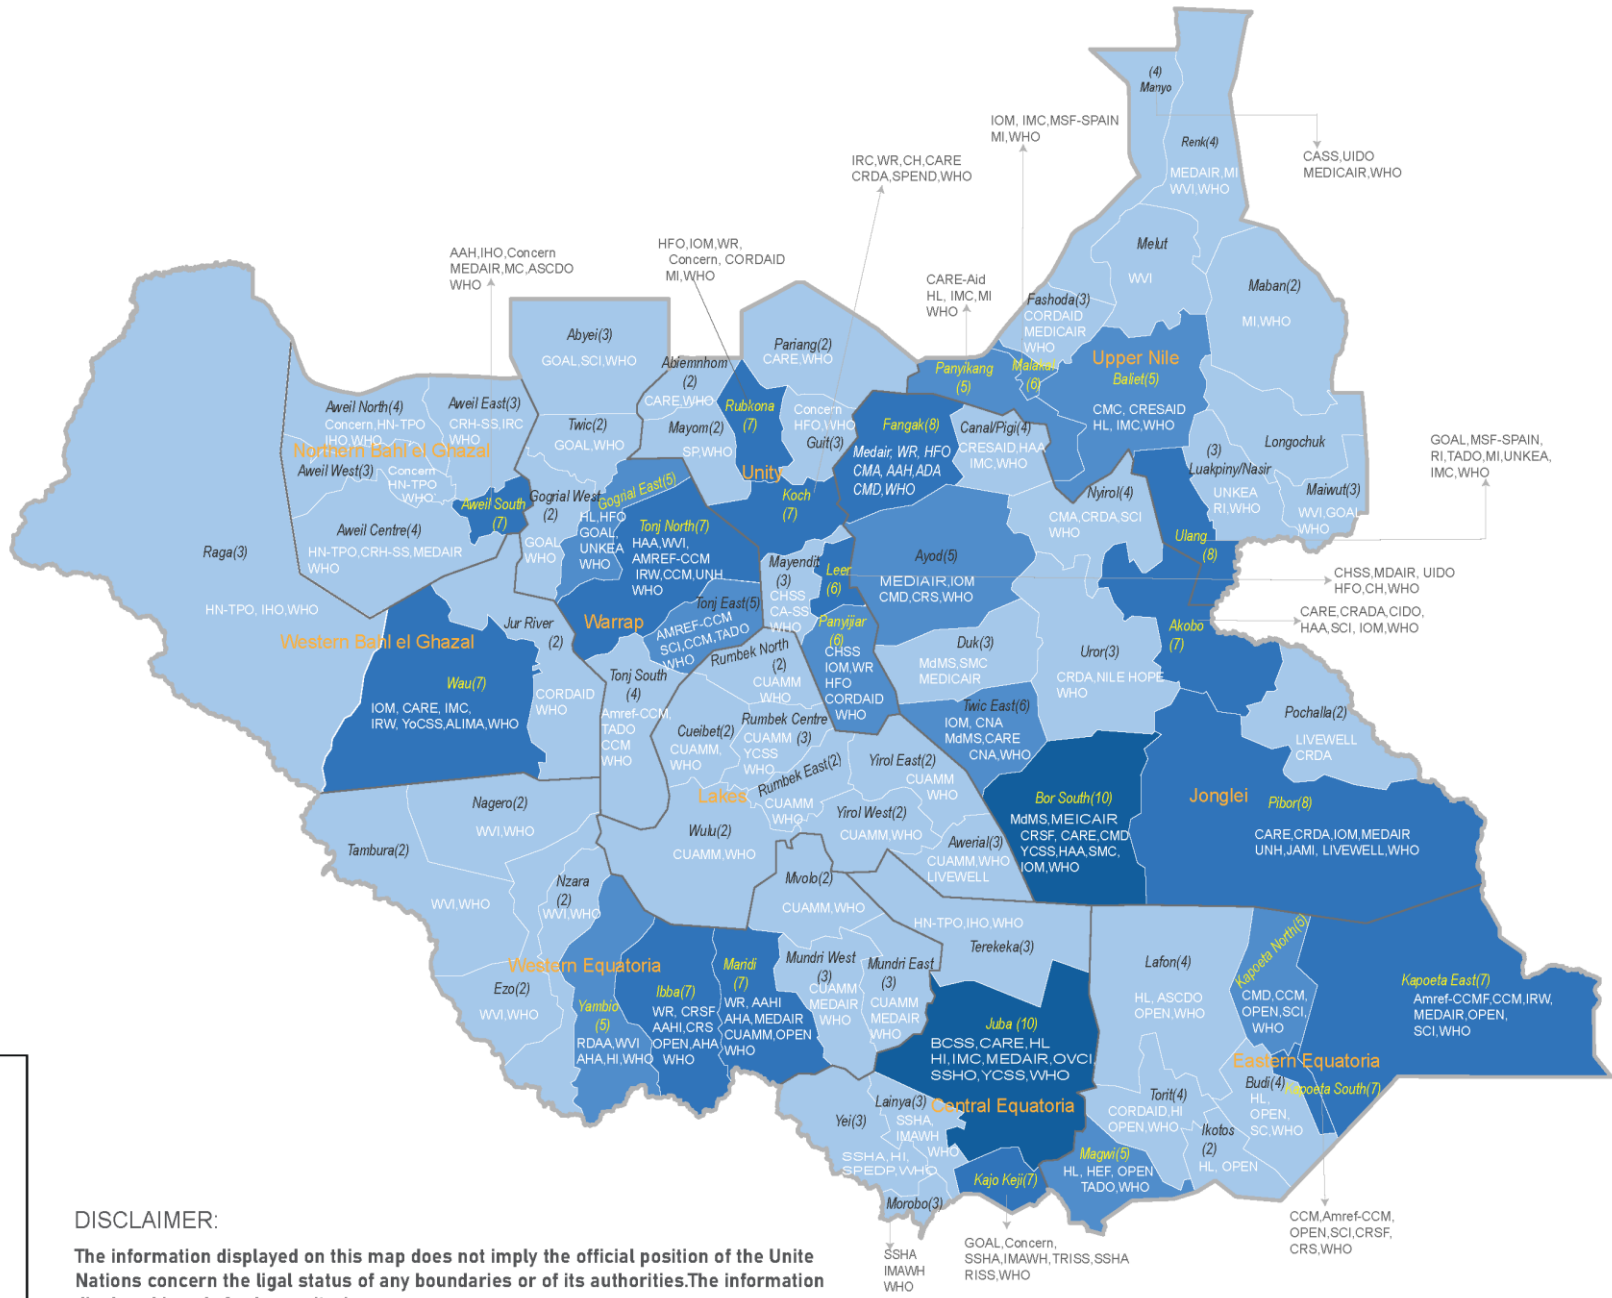 (4)
Manyo
Renk(4)
MEDAIR,MI
WVI,WHO
CASS,UIDO
MEDICAIR,WHO
IOM, IMC,MSF-SPAIN
MI,WHO
IRC,WR,CH,CARE
CRDA,SPEND,WHO
HFO,IOM,WR,
Concern, CORDAID
MI,WHO
AAH,IHO,Concern
MEDAIR,MC,ASCDO
WHO
CARE-Aid
HL, IMC,MI
WHO
Melut
WVI
Maban(2)
MI,WHO
Fashoda(3)
CORDAID
MEDICAIR
WHO
Abyei(3)
GOAL,SCI,WHO
Abiemnhom
(2)
CARE,WHO
Pariang(2)
CARE,WHO
Panyikang
(5)
Malakal
(6)
Upper Nile
Baliet(5)
CMC, CRESAID
HL, IMC,WHO
Aweil North(4)
Concern,HN-TPO
IHO,WHO
Aweil East(3)
CRH-SS,IRC
WHO
Northern Bahl el Ghazal
Aweil West(3)
Concern
HN-TPO
WHO
Aweil South
(7)
Aweil Centre(4)
HN-TPO,CRH-SS,MEDAIR
WHO
Twic(2)
GOAL,WHO
Mayom(2)
SP,WHO
Rubkona
(7)
Concern
HFO,WHO
Guit(3)
Unity
Koch
(7)
Fangak(8)
Medair, WR, HFO
CMA, AAH,ADA
CMD,WHO
Canal/Pigi(4)
CRESAID,HAA
IMC,WHO
(3)
Luakpiny/Nasir
UNKEA
RI,WHO
Longochuk
Maiwut(3)
WVI,GOAL
WHO
GOAL,MSF-SPAIN,
RI,TADO,MI,UNKEA,
IMC,WHO
Nyirol(4)
CMA,CRDA,SCI
WHO
Ulang
(8)
Gogrial West
(2)
GOAL
WHO
Gogrial East(5)
HL,HFO
GOAL,
UNKEA
WHO
Tonj North(7)
HAA,WVI,
AMREF-CCM
IRW,CCM,UNH
WHO
Raga(3)
HN-TPO, IHO,WHO
Western Bahl el Ghazal
Jur River
(2)
CORDAID
WHO
Warrap
Tonj East(5)
AMREF-CCM
SCI,CCM,TADO
WHO
Mayendit
(3)
CHSS
CA-SS
WHO
Leer
(6)
Ayod(5)
MEDIAIR,IOM
CMD,CRS,WHO
CHSS,MDAIR, UIDO
HFO,CH,WHO
CARE,CRADA,CIDO,
HAA,SCI, IOM,WHO
Akobo
(7)
Panyijiar
(6)
CHSS
IOM,WR
HFO
CORDAID
WHO
Duk(3)
MdMS,SMC
MEDICAIR
Uror(3)
CRDA,NILE HOPE
WHO
Wau(7)
IOM, CARE, IMC,
IRW, YoCSS,ALIMA,WHO
Tonj South
(4)
Amref-CCM,
TADO
CCM
WHO
Rumbek North
(2)
CUAMM
WHO
Cueibet(2)
CUAMM,
WHO
Rumbek Centre
(3)
CUAMM
YCSS
WHO
Rumbek East(2)
CUAMM
WHO
Twic East(6)
IOM, CNA
MdMS,CARE
CNA,WHO
Pochalla(2)
LIVEWELL
CRDA
Yirol East(2)
CUAMM
WHO
Lakes
Yirol West(2)
CUAMM,WHO
Wulu(2)
CUAMM,WHO
Awerial(3)
CUAMM,WHO
LIVEWELL
Bor South(10)
MdMS,MEICAIR
CRSF, CARE,CMD
YCSS,HAA,SMC,
IOM,WHO
Jonglei
Pibor(8)
CARE,CRDA,IOM,MEDAIR
UNH,JAMI, LIVEWELL,WHO
Nagero(2)
WVI,WHO
Tambura(2)
WVI,WHO
Nzara
(2)
WVI,WHO
Mvolo(2)
CUAMM,WHO
HN-TPO,IHO,WHO
Terekeka(3)
Western Equatoria
Ezo(2)
WVI,WHO
Yambio
(5)
RDAA,WVI
AHA,HI,WHO
Ibba(7)
WR, CRSF
AAHI,CRS
OPEN,AHA
WHO
Maridi
(7)
WR, AAHI
AHA,MEDAIR
CUAMM,OPEN
WHO
Mundri West
(3)
CUAMM
MEDAIR
WHO
Mundri East
(3)
CUAMM
MEDAIR
WHO
Juba (10)
BCSS,CARE,HL
HI,IMC,MEDAIR,OVCI
SSHO,YCSS,WHO
Central Equatoria
Lafon(4)
HL, ASCDO
OPEN,WHO
Kapoeta North(5)
CMD,CCM,
OPEN,SCI,
WHO
Kapoeta East(7)
Amref-CCMF,CCM,IRW,
MEDAIR,OPEN,
SCI,WHO
Eastern Equatoria
Budi(4)
HL,
OPEN,
SC,WHO
Kapoeta South(7)
Torit(4)
CORDAID,HI
OPEN,WHO
Ikotos
(2)
HL, OPEN
Magwi(5)
HL, HEF, OPEN
TADO,WHO
Yei(3)
SSHA,HI,
SPEDP,WHO
Lainya(3)
SSHA,
IMAWH
WHO
Kajo Keji(7)
Morobo(3)
SSHA
IMAWH
WHO
GOAL,Concern,
SSHA,IMAWH,TRISS,SSHA
RISS,WHO
CCM,Amref-CCM,
OPEN,SCI,CRSF,
CRS,WHO
DISCLAIMER:
The information displayed on this map does not imply the official position of the Unite
Nations concern the ligal status of any boundaries or of its authorities.The information